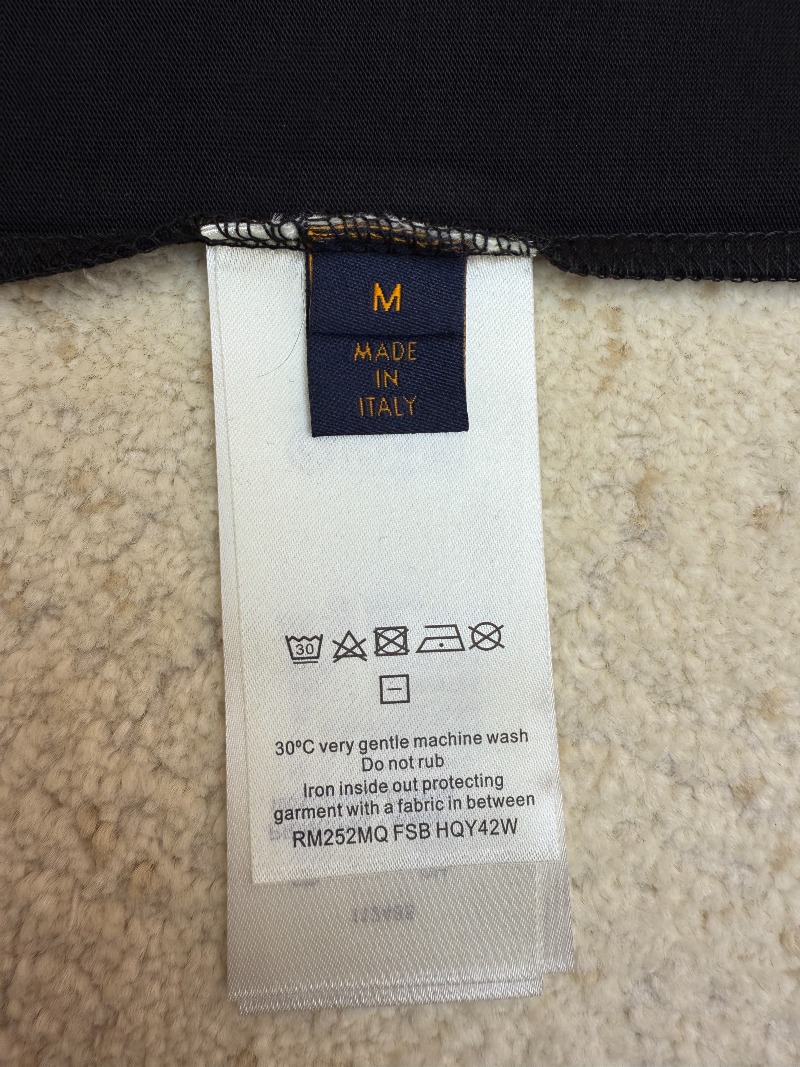 M
MADE
IN
ITALY
30
30ºC very gentle machine wash
Do not rub
Iron inside out protecting
garment with a fabric in between
RM252MQ FSB HQY42W